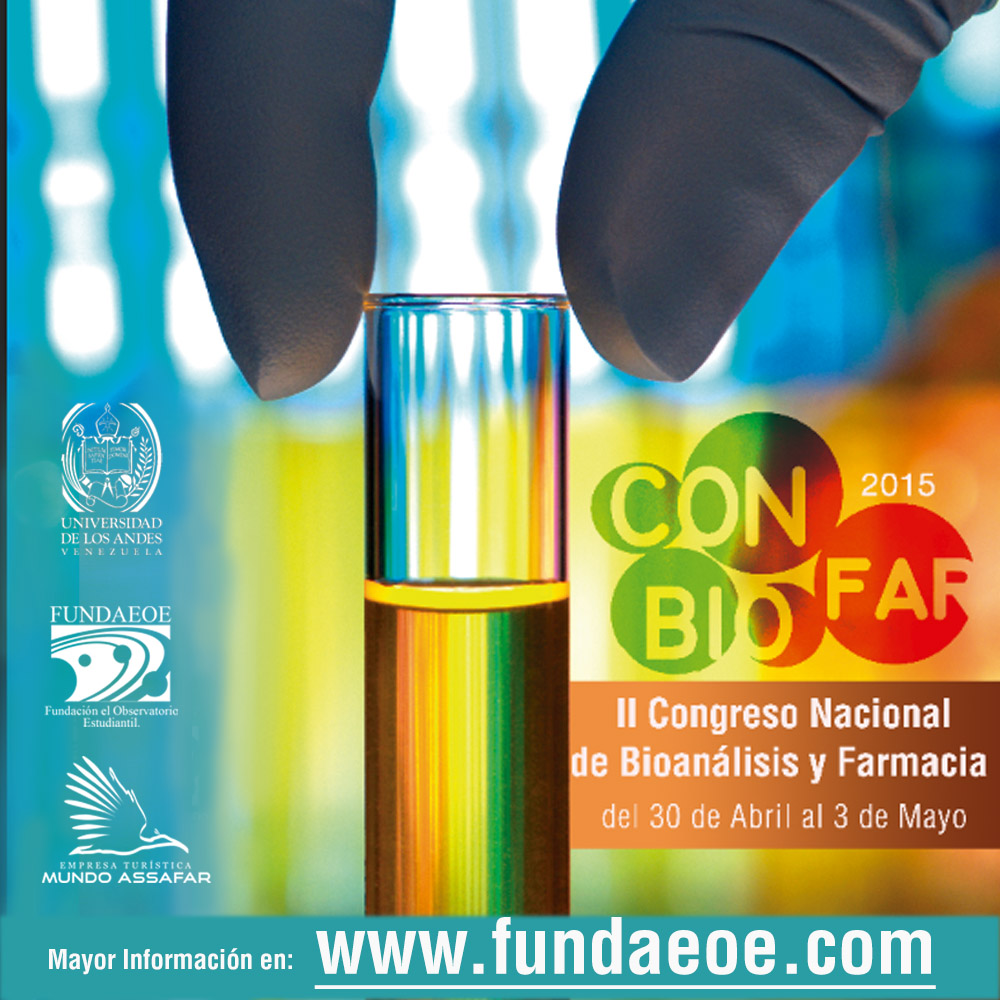 UNIVERSIDAD
DE LOS ANDES
VENEZUELA
FUNDAEOE
Fundación el Observatorio
Estudiantil.
EMPRESA TURÍSTICA
MUNDO ASSAFAR
CON
2015
BIO
FAR
II Congreso Nacional
de Bioanálisis y Farmacia
del 30 de Abril al 3 de Mayo
Mayor Información en: www.fundaeoe.com